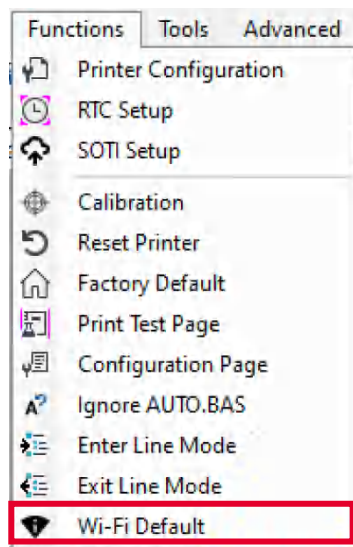 Functions Tools Advanced
Printer Configuration
RTC Setup
SOTI Setup
Calibration
Reset Printer
Factory Default
Print Test Page
Configuration Page
A? Ignore AUTO.BAS
Enter Line Mode
Exit Line Mode
Wi-Fi Default